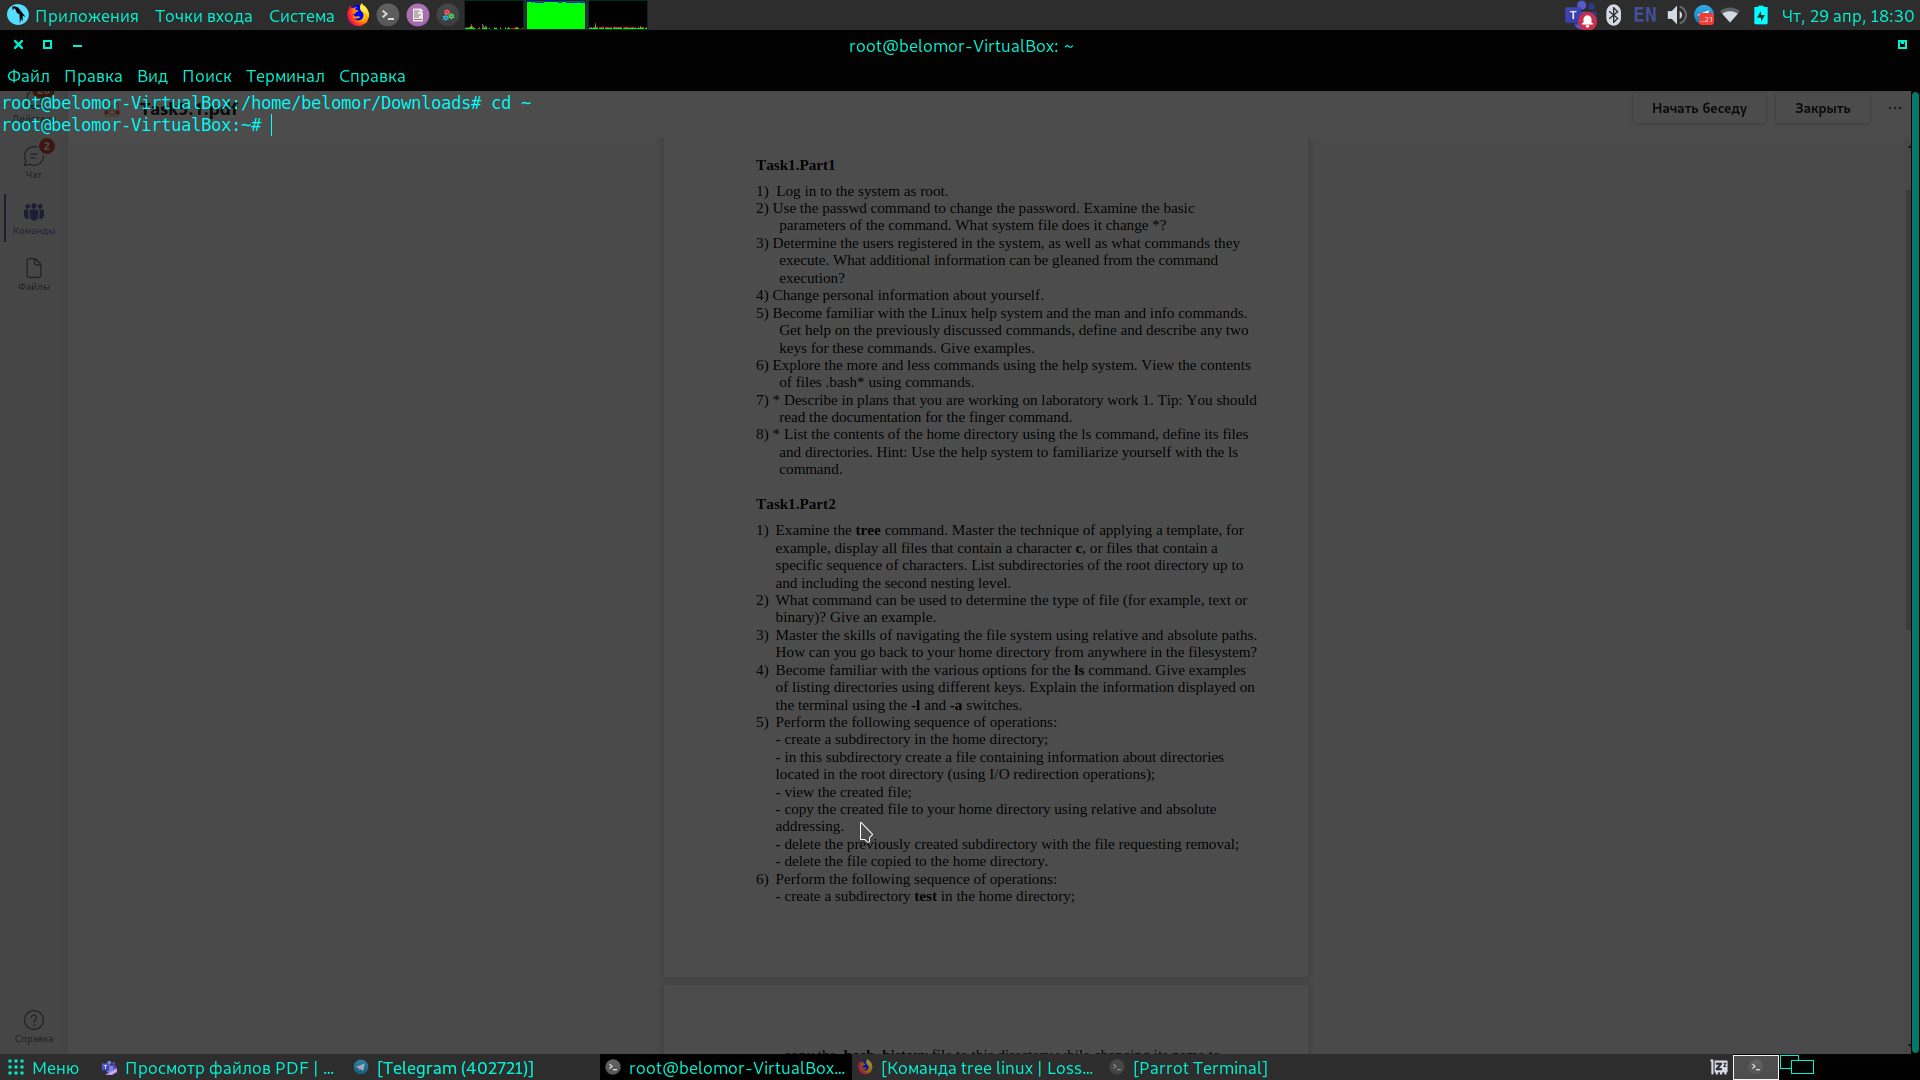 Приложения Точки входа Система EN Чт, 29 апр, 18:30
root@belomor-VirtualBox: ~
Файл Правка Вид Поиск Терминал Справка
root@belomor-VirtualBox:/home/belomor/Downloads# cd ~
root@belomor-VirtualBox:~#
Начать беседу Закрыть
2
Чат
Команды
Файлы
Task1.Part1
1) Log in to the system as root.
2) Use the passwd command to change the password. Examine the basic
parameters of the command. What system file does it change *?
3) Determine the users registered in the system, as well as what commands they
execute. What additional information can be gleaned from the command
execution?
4) Change personal information about yourself.
5) Become familiar with the Linux help system and the man and info commands.
Get help on the previously discussed commands, define and describe any two
keys for these commands. Give examples.
6) Explore the more and less commands using the help system. View the contents
of files .bash* using commands.
7) * Describe in plans that you are working on laboratory work 1. Tip: You should
read the documentation for the finger command.
8) * List the contents of the home directory using the ls command, define its files
and directories. Hint: Use the help system to familiarize yourself with the ls
command.
Task1.Part2
1) Examine the tree command. Master the technique of applying a template, for
example, display all files that contain a character c, or files that contain a
specific sequence of characters. List subdirectories of the root directory up to
and including the second nesting level.
2) What command can be used to determine the type of file (for example, text or
binary)? Give an example.
3) Master the skills of navigating the file system using relative and absolute paths.
How can you go back to your home directory from anywhere in the filesystem?
4) Become familiar with the various options for the ls command. Give examples
of listing directories using different keys. Explain the information displayed on
the terminal using the -l and -a switches.
5) Perform the following sequence of operations:
- create a subdirectory in the home directory;
- in this subdirectory create a file containing information about directories
located in the root directory (using I/O redirection operations);
- view the created file;
- copy the created file to your home directory using relative and absolute
addressing.
- delete the previously created subdirectory with the file requesting removal;
- delete the file copied to the home directory.
6) Perform the following sequence of operations:
- create a subdirectory test in the home directory;
Справка
Меню Просмотр файлов PDF | ... [Telegram (402721)] root@belomor-VirtualBox... [Команда tree linux | Loss... [Parrot Terminal]